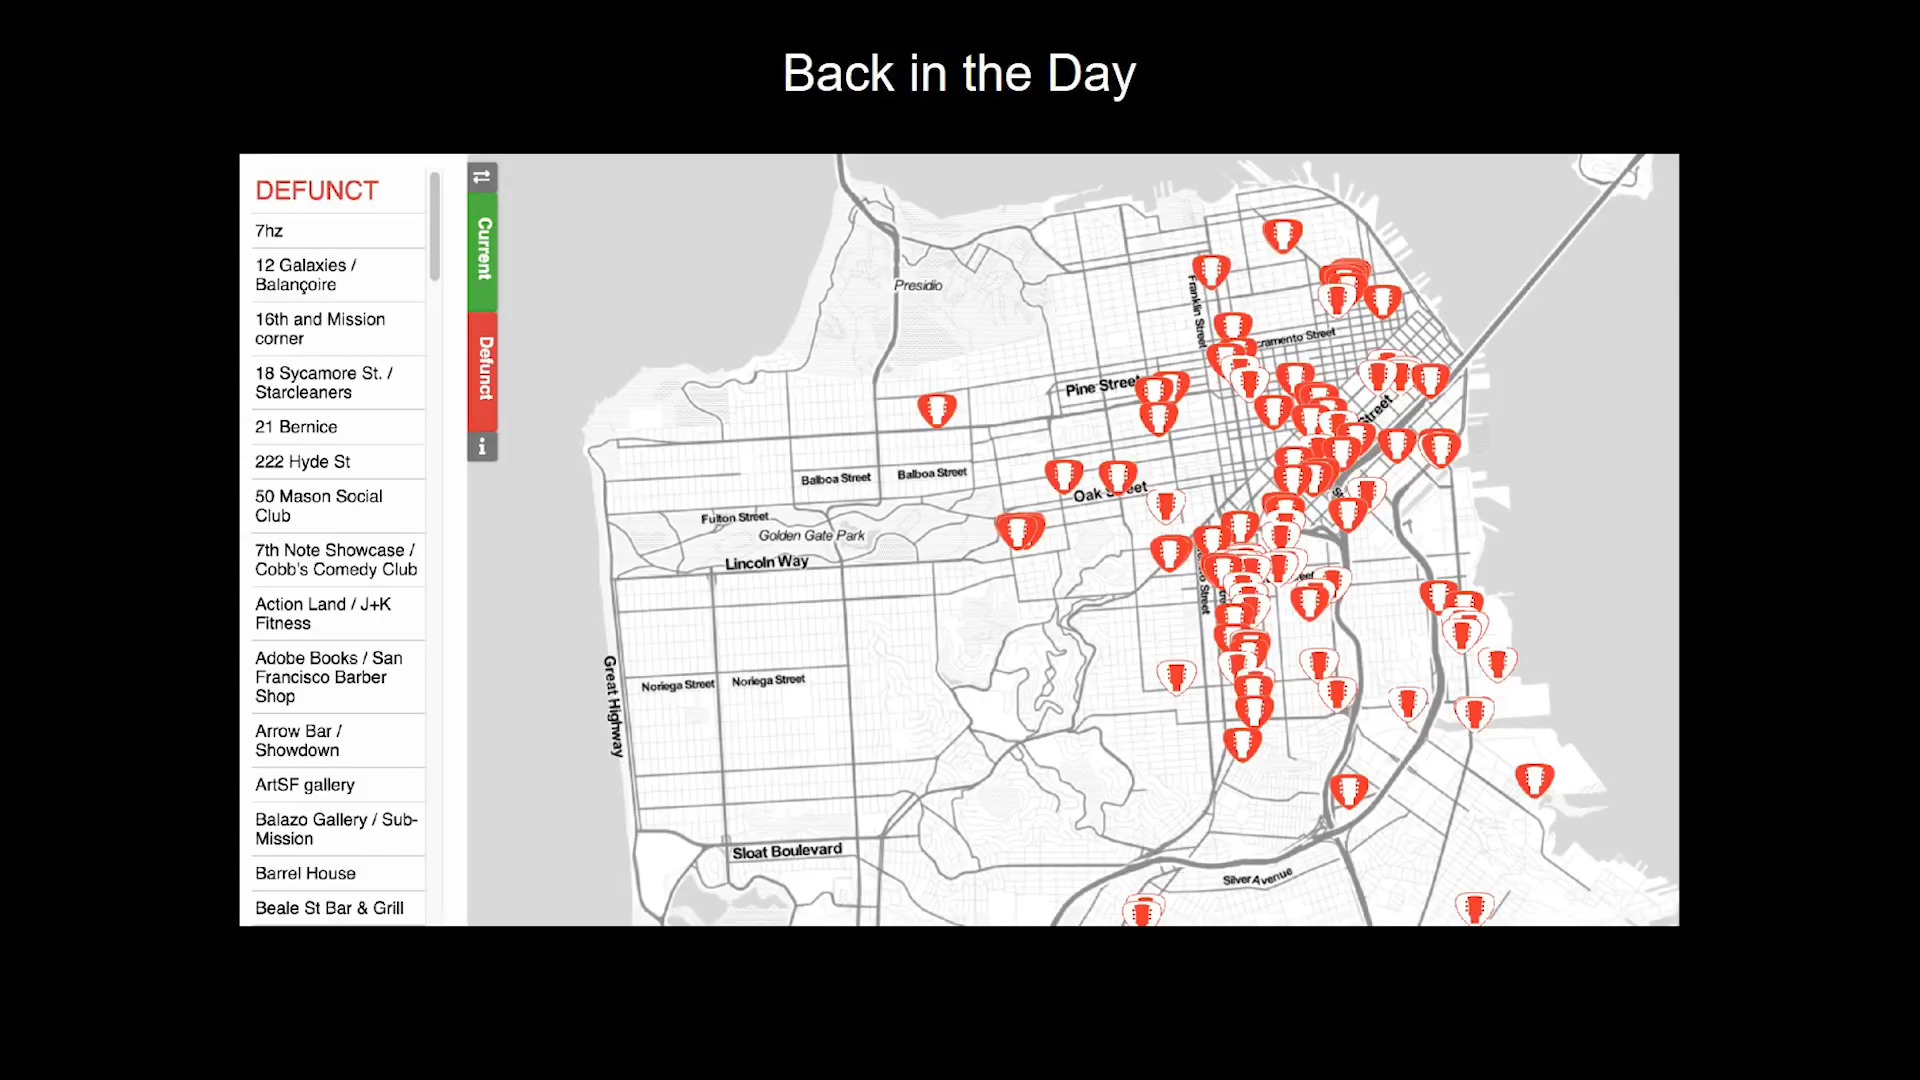 Back in the Day
DEFUNCT
7hz
12 Galaxies /
Balançoire
16th and Mission
corner
18 Sycamore St. /
Starcleaners
21 Bernice
222 Hyde St
50 Mason Social
Club
7th Note Showcase /
Cobb's Comedy Club
Action Land / J+K
Fitness
Adobe Books / San
Francisco Barber
Shop
Arrow Bar /
Showdown
ArtSF gallery
Balazo Gallery / Sub-
Mission
Barrel House
Beale St Bar & Grill
Current
Defunct
i
Presidio
Franklin Street
Street
Pine Street
Street
Balboa Street
Balboa Street
Oak
Fulton Street
Golden Gate Park
Lincoln Way
Street
Great Highway
Noriega Street
Noriega Street
Sloat Boulevard
Silver Avenue